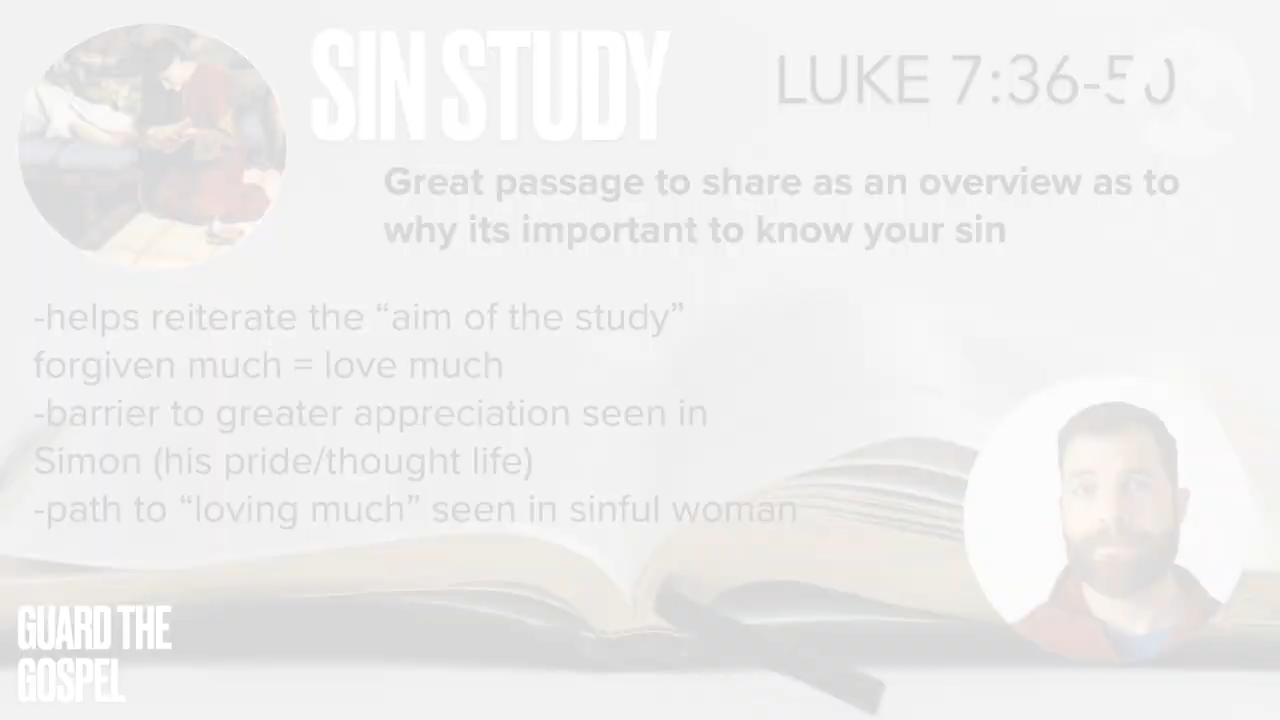 SIN STUDY
LUKE 7:36-50
Great passage to share as an overview as to
why its important to know your sin
-helps reiterate the “aim of the study”
forgiven much = love much
-barrier to greater appreciation seen in
Simon (his pride/thought life)
-path to “loving much” seen in sinful woman
GUARD THE
GOSPEL